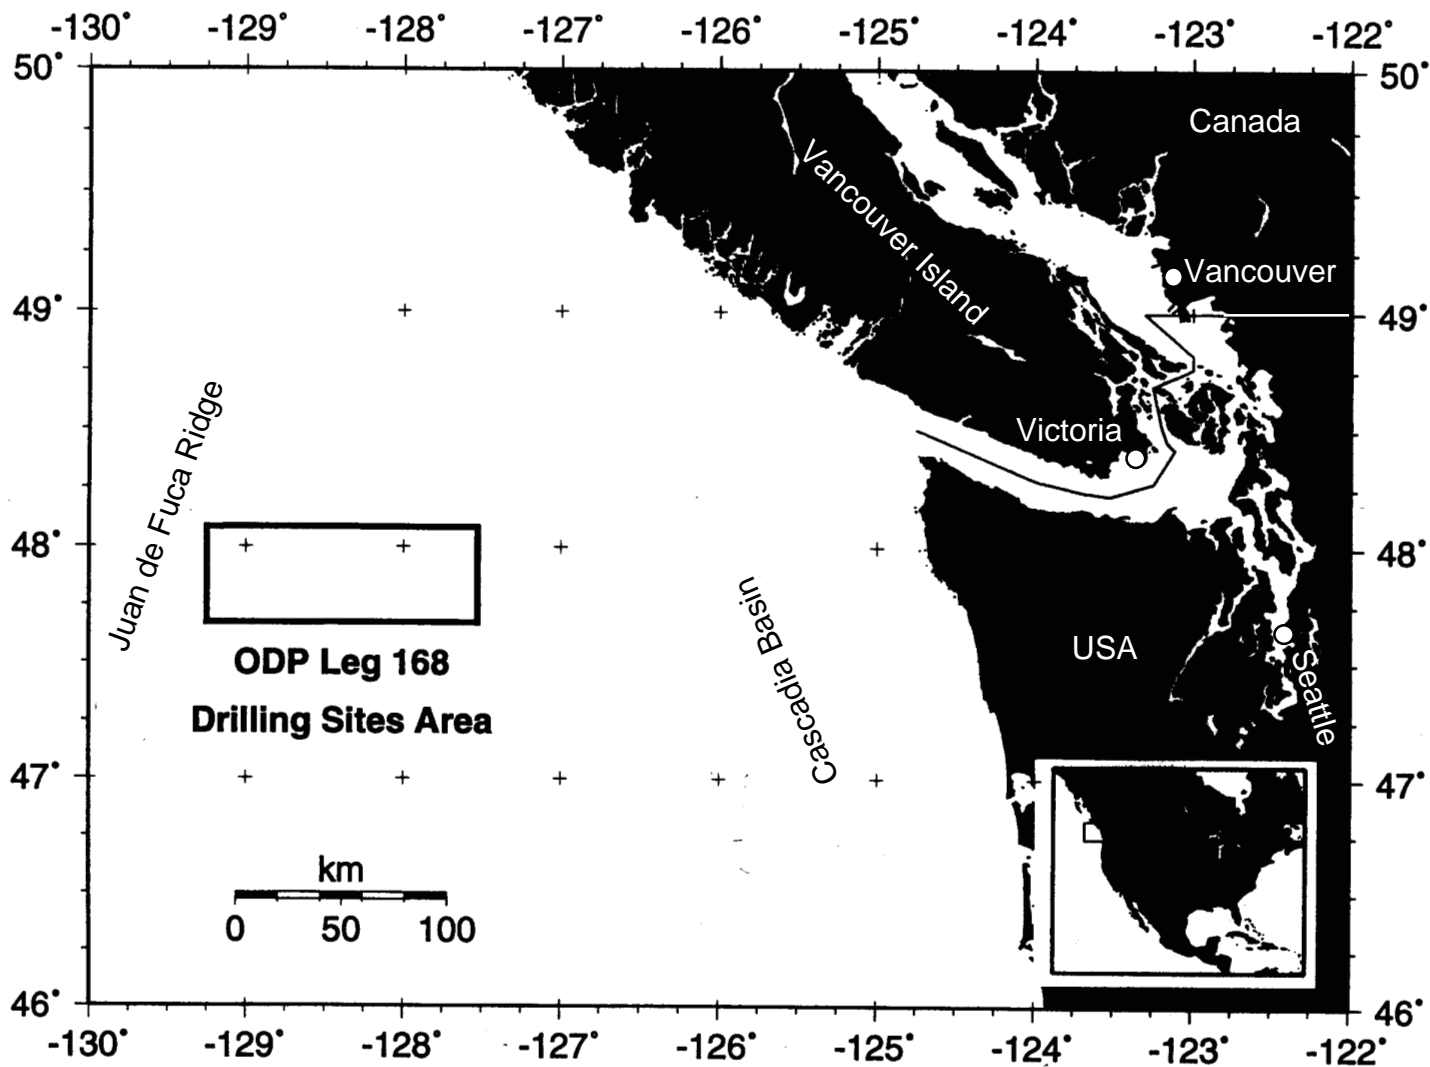 -130° -129° -128° -127° -126° -125° -124° -123° -122°
50° 50°
Canada
Vancouver Island
Vancouver
49° 49°
Juan de Fuca Ridge
Victoria
48° 48°
Cascadia Basin
USA
Seattle
ODP Leg 168
Drilling Sites Area
47° 47°
km
0 50 100
46° 46°
-130° -129° -128° -127° -126° -125° -124° -123° -122°